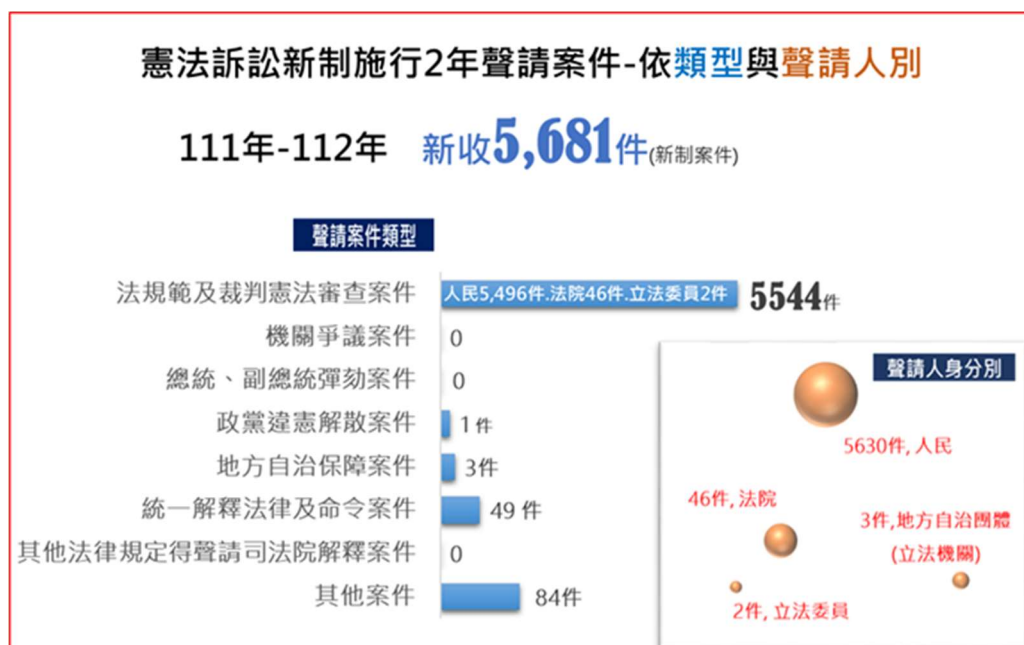 憲法訴訟新制施行2年聲請案件-依類型與聲請人別
111年-112年 新收5,681件(新制案件)
聲請案件類型
法規範及裁判憲法審查案件 人民5,496件.法院46件.立法委員2件 5544件
機關爭議案件 0
總統、副總統彈劾案件 0
政黨違憲解散案件 1件
地方自治保障案件 3件
統一解釋法律及命令案件 49件
其他法律規定得聲請司法院解釋案件 0
其他案件 84件
聲請人身分別
5630件,人民
46件,法院
3件,地方自治團體
(立法機關)
2件,立法委員